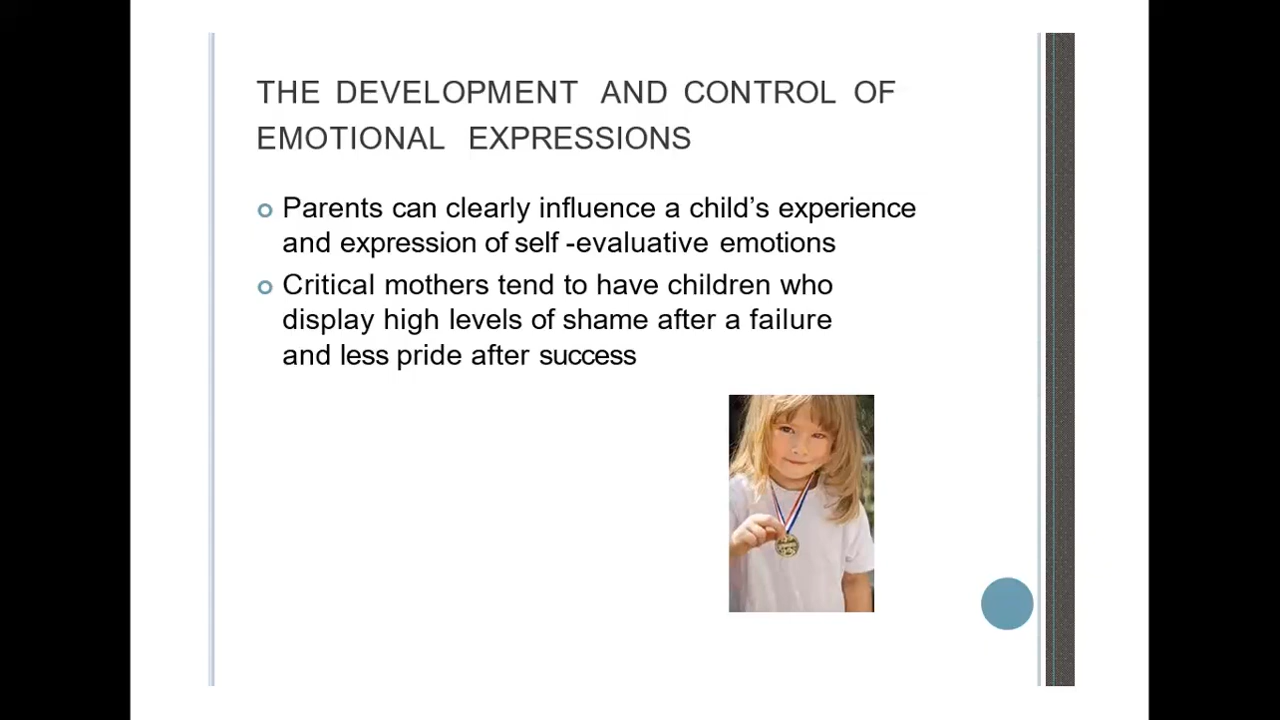 THE DEVELOPMENT AND CONTROL OF
EMOTIONAL EXPRESSIONS
Parents can clearly influence a child’s experience
and expression of self -evaluative emotions
Critical mothers tend to have children who
display high levels of shame after a failure
and less pride after success